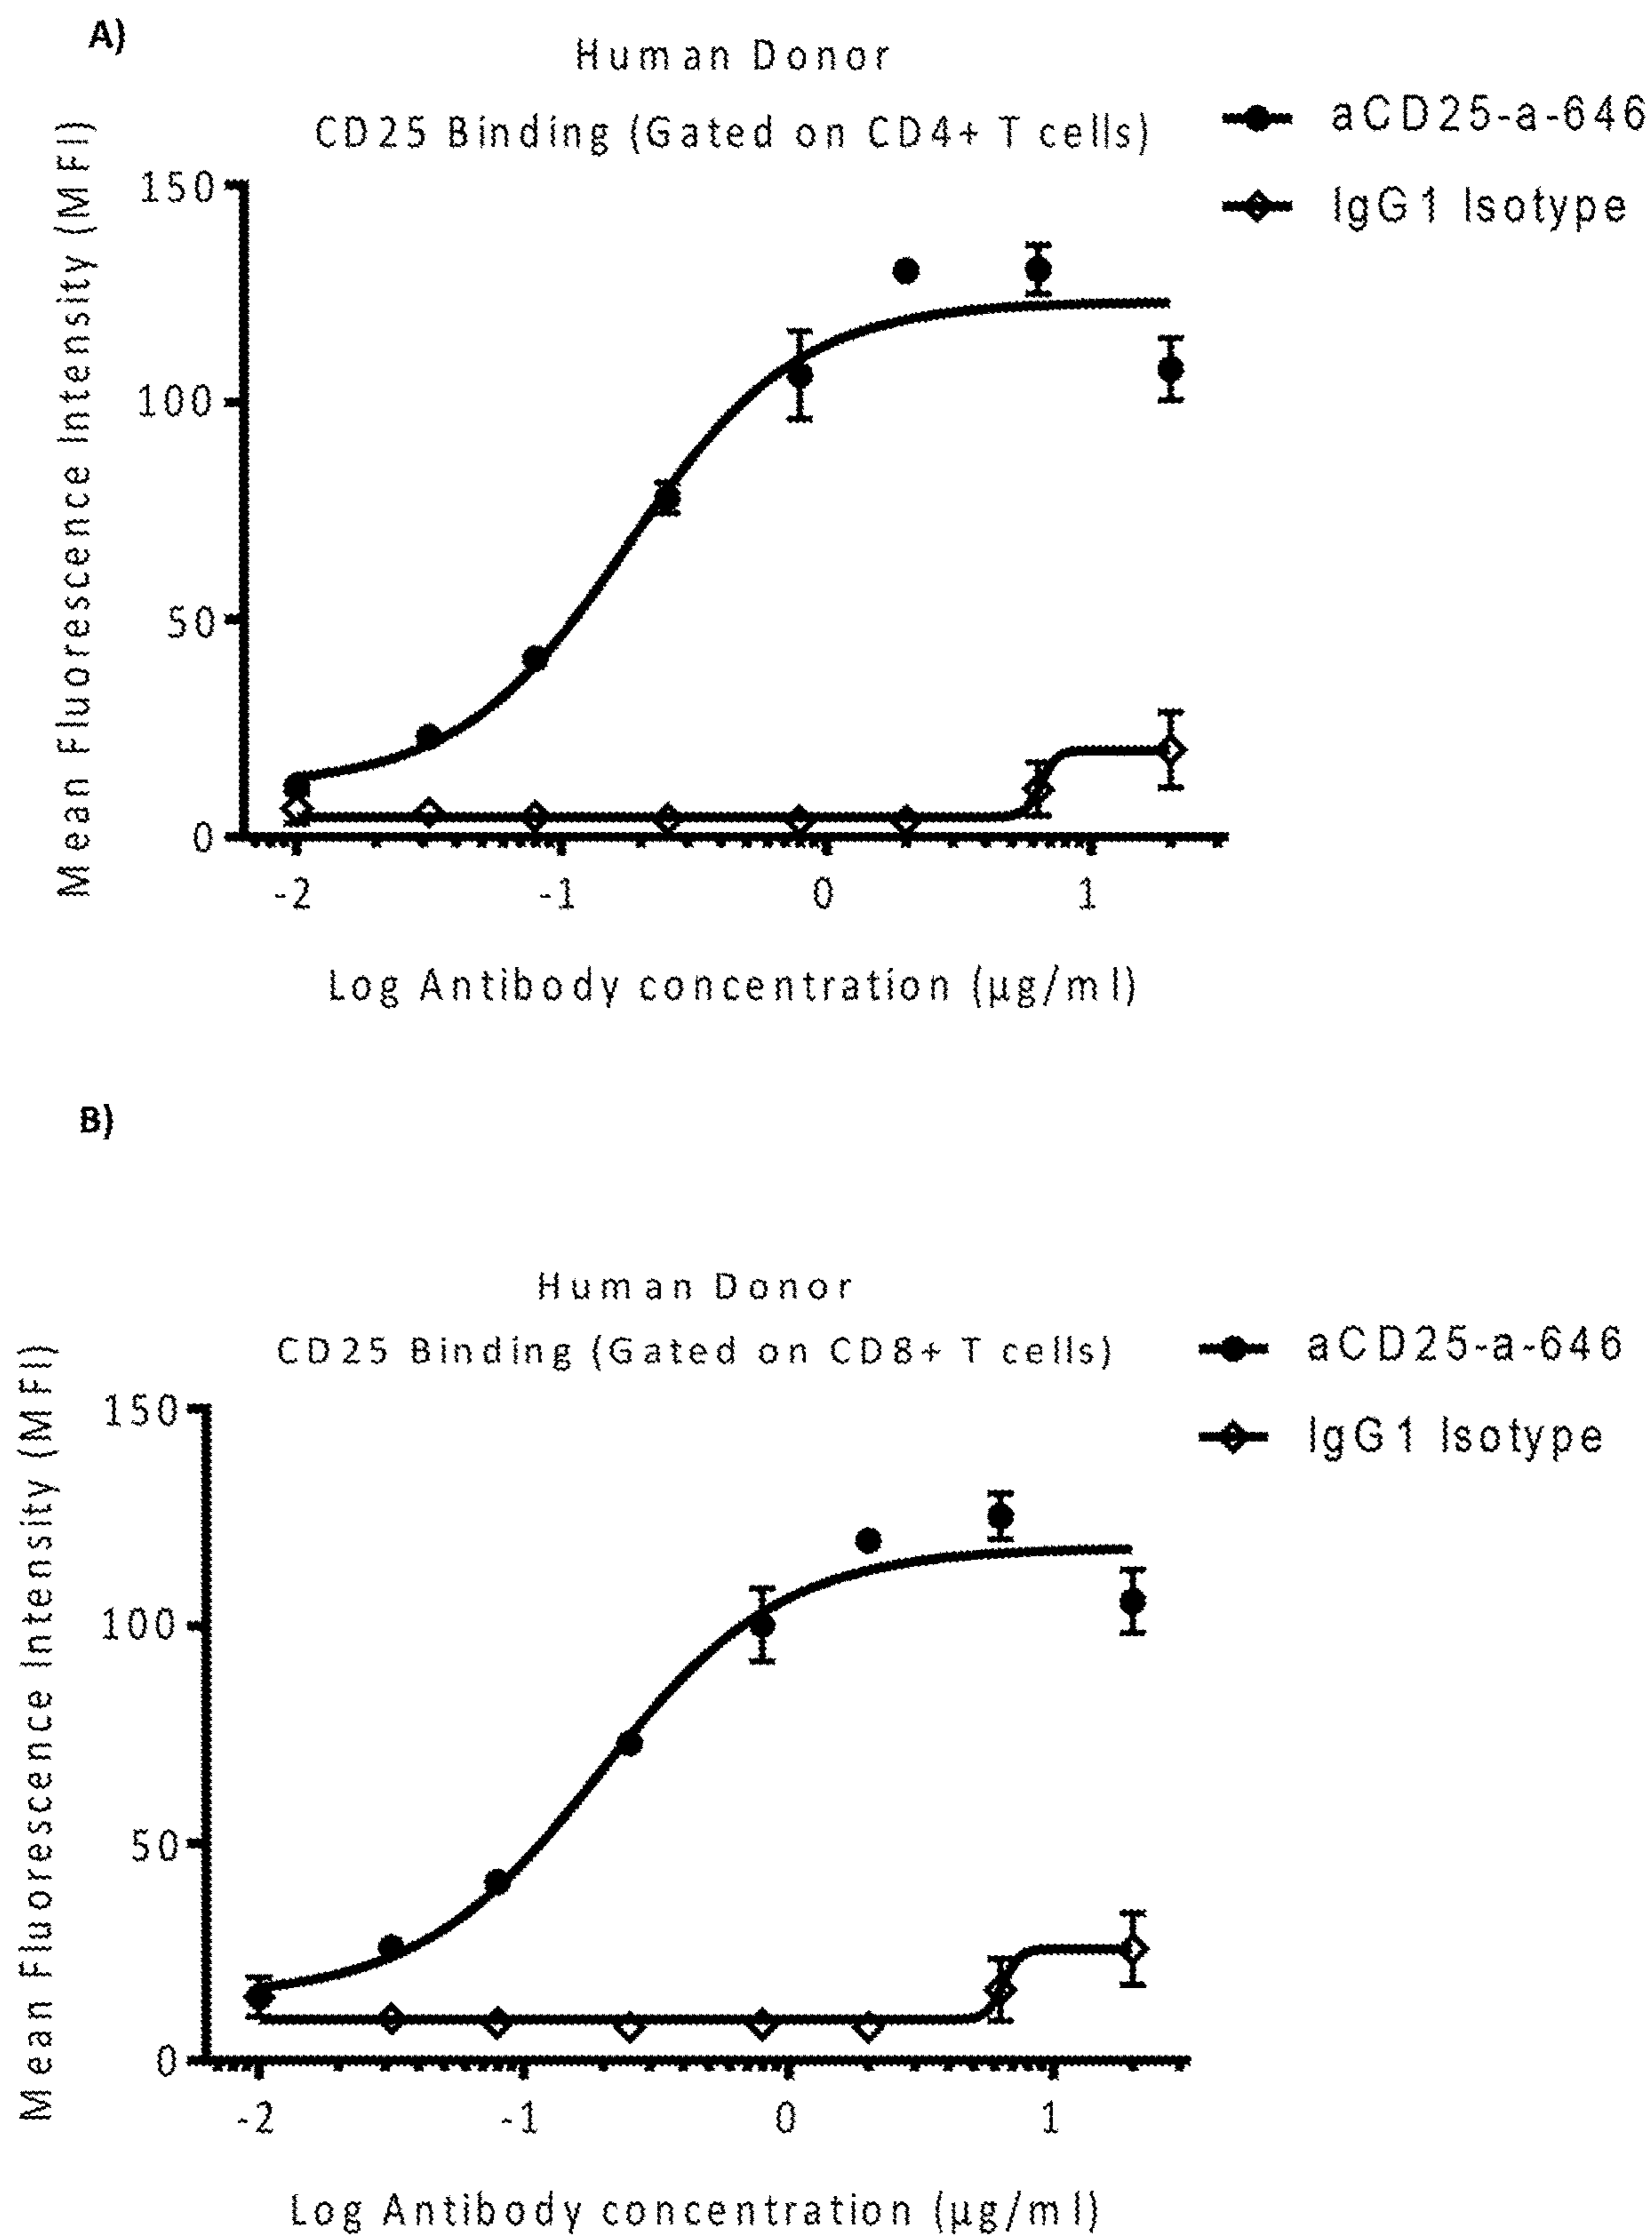 A)
Human Donor
CD25 Binding (Gated on CD4+ T cells)
aCD25-a-646
IgG1 Isotype
Mean Fluorescence Intensity (MFI)
150
100
50
0
-2
-1
0
1
Log Antibody concentration (µg/ml)
B)
Human Donor
CD25 Binding (Gated on CD8+ T cells)
aCD25-a-646
IgG1 Isotype
Mean Fluorescence Intensity (MFI)
150
100
50
0
-2
-1
0
1
Log Antibody concentration (µg/ml)